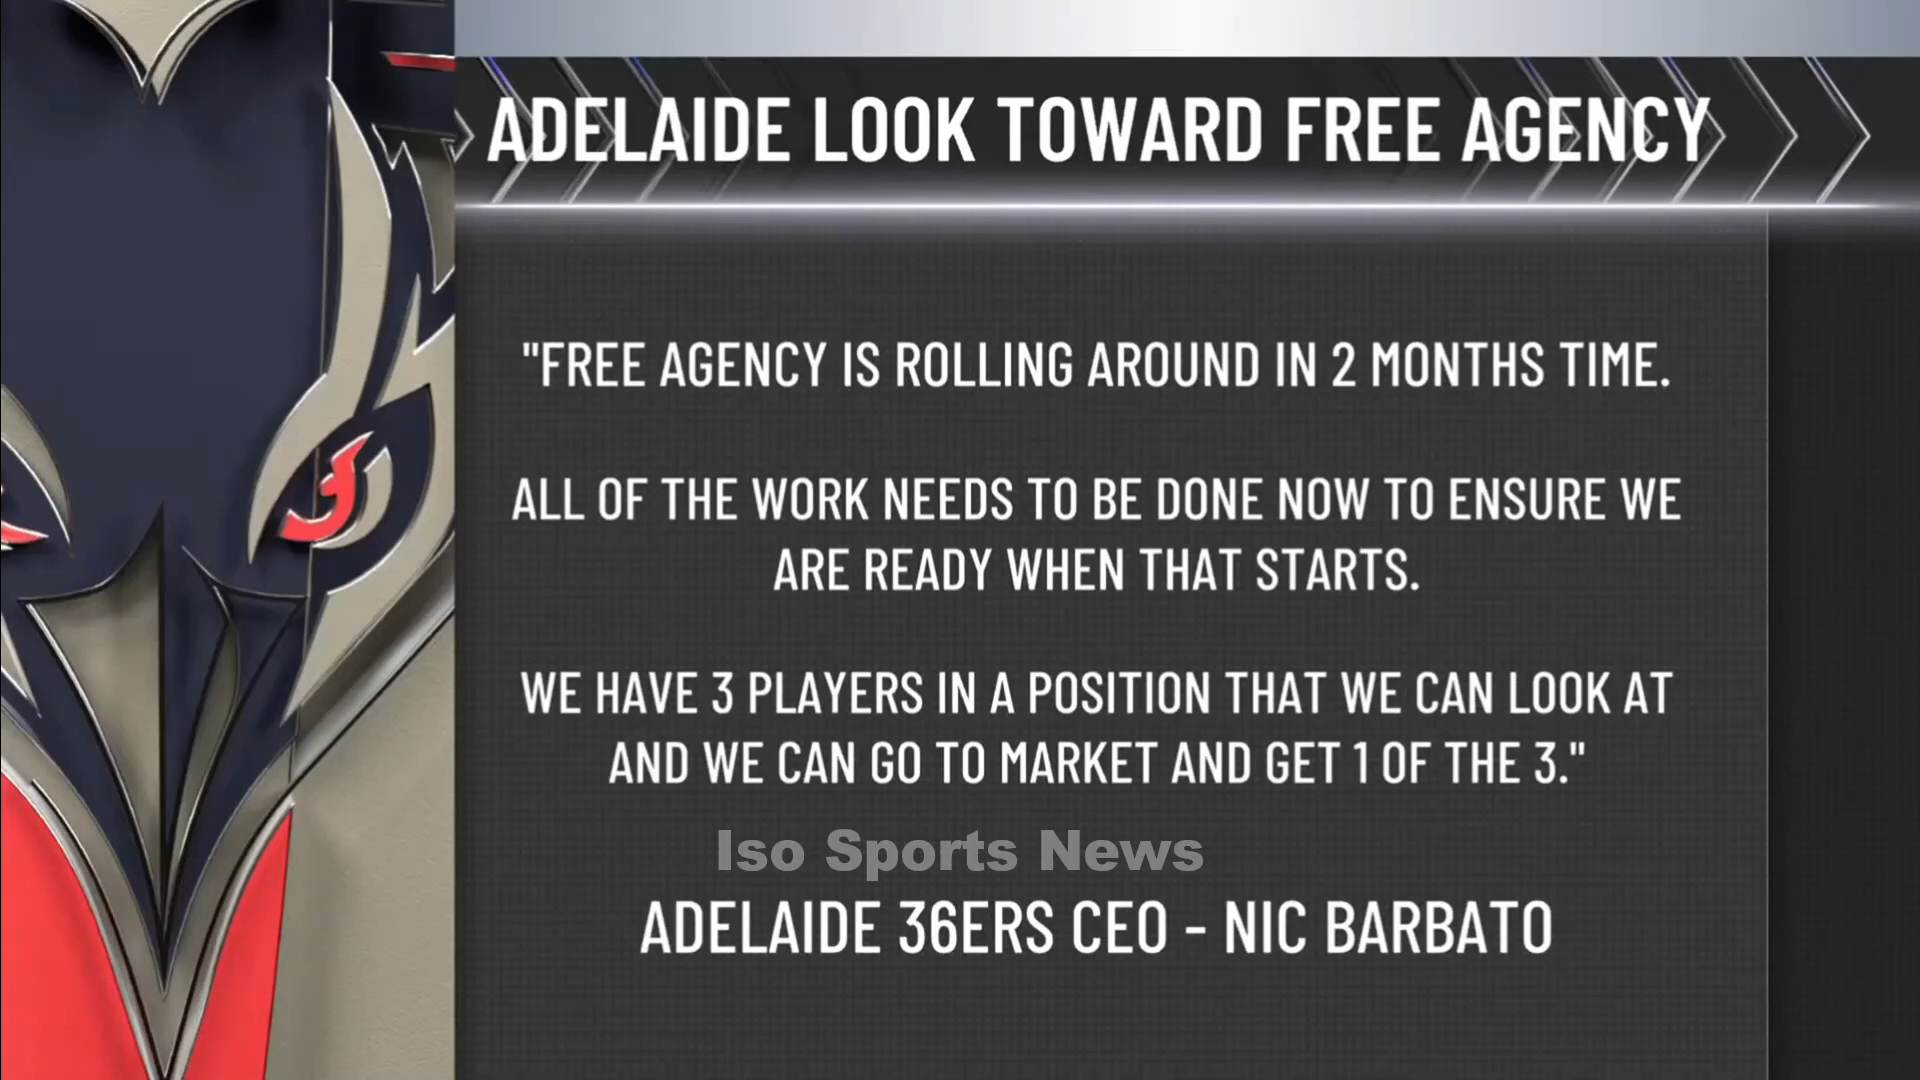 ADELAIDE LOOK TOWARD FREE AGENCY
"FREE AGENCY IS ROLLING AROUND IN 2 MONTHS TIME.
ALL OF THE WORK NEEDS TO BE DONE NOW TO ENSURE WE
ARE READY WHEN THAT STARTS.
WE HAVE 3 PLAYERS IN A POSITION THAT WE CAN LOOK AT
AND WE CAN GO TO MARKET AND GET 1 OF THE 3."
Iso Sports News
ADELAIDE 36ERS CEO - NIC BARBATO